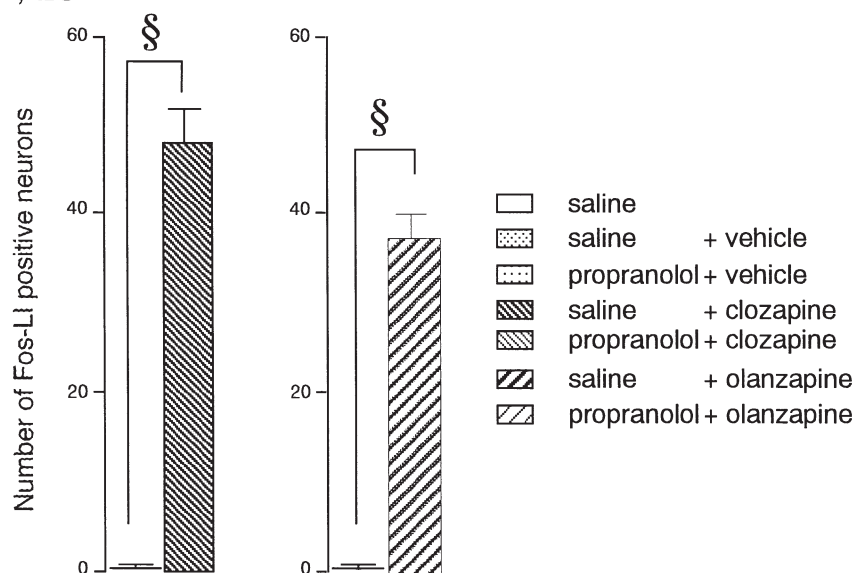 60
§
40
20
0
Number of Fos-LI positive neurons
60
§
40
20
0
saline
saline + vehicle
propranolol + vehicle
saline + clozapine
propranolol + clozapine
saline + olanzapine
propranolol + olanzapine